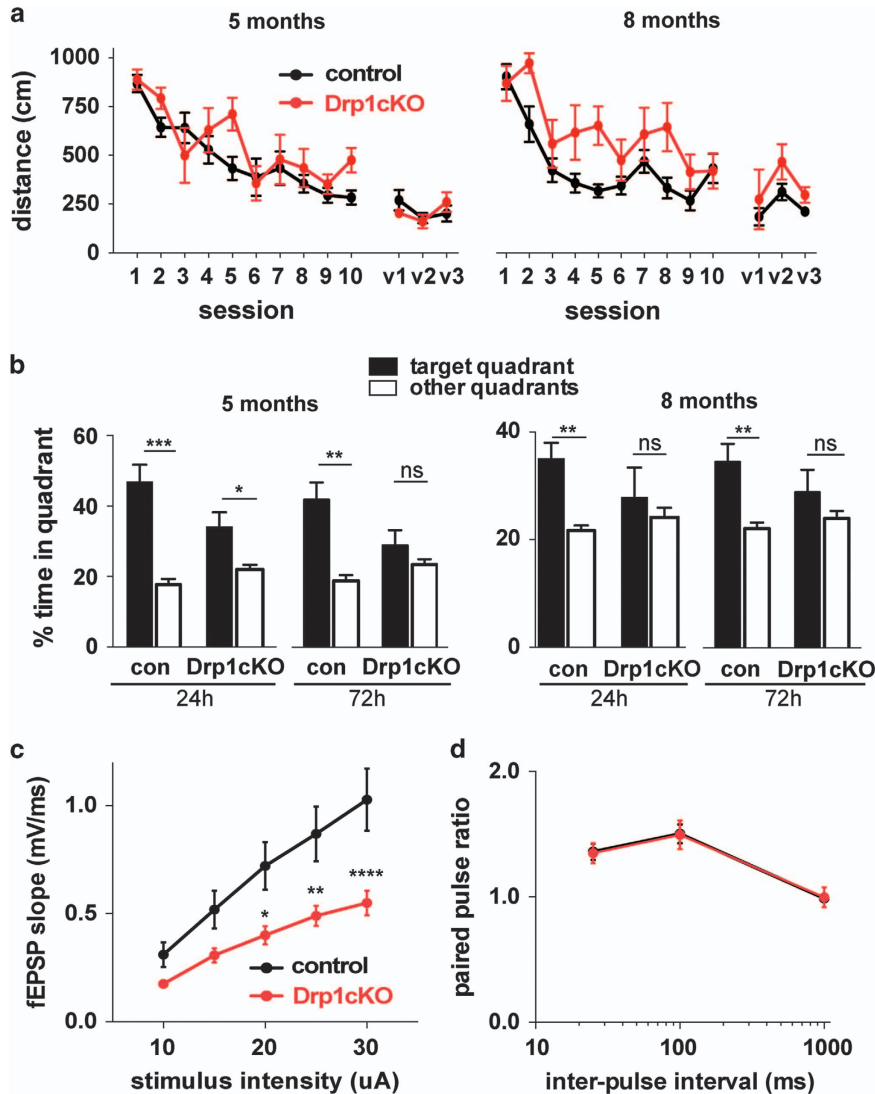 a
5 months
8 months
control
Drp1cKO
distance (cm)
1000
750
500
250
0
1 2 3 4 5 6 7 8 9 10 v1 v2 v3
session
1 2 3 4 5 6 7 8 9 10 v1 v2 v3
session
b
target quadrant
other quadrants
5 months
8 months
% time in quadrant
60
40
20
0
*** * ** ns
con Drp1cKO con Drp1cKO
24h 72h
40
20
0
** ns ** ns
con Drp1cKO con Drp1cKO
24h 72h
c
fEPSP slope (mV/ms)
1.0
0.5
0.0
* ** ****
control
Drp1cKO
10 20 30
stimulus intensity (uA)
d
paired pulse ratio
2.0
1.0
0.0
10 100 1000
inter-pulse interval (ms)